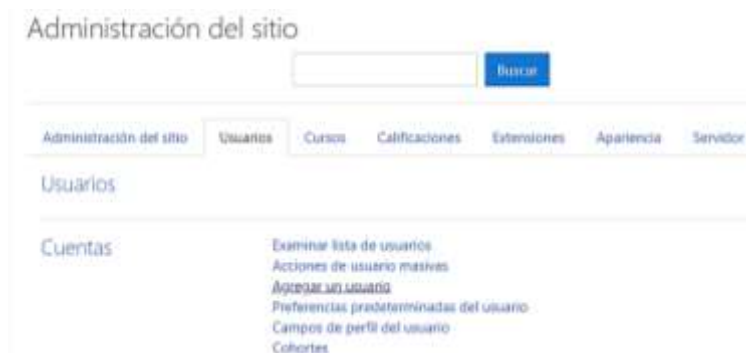 Administración del sitio
Buscar
Administración del sitio Usuarios Cursos Calificaciones Extensiones Apariencia Servidor
Usuarios
Cuentas
Examinar lista de usuarios
Acciones de usuario masivas
Agregar un usuario
Preferencias predeterminadas del usuario
Campos de perfil del usuario
Cohortes